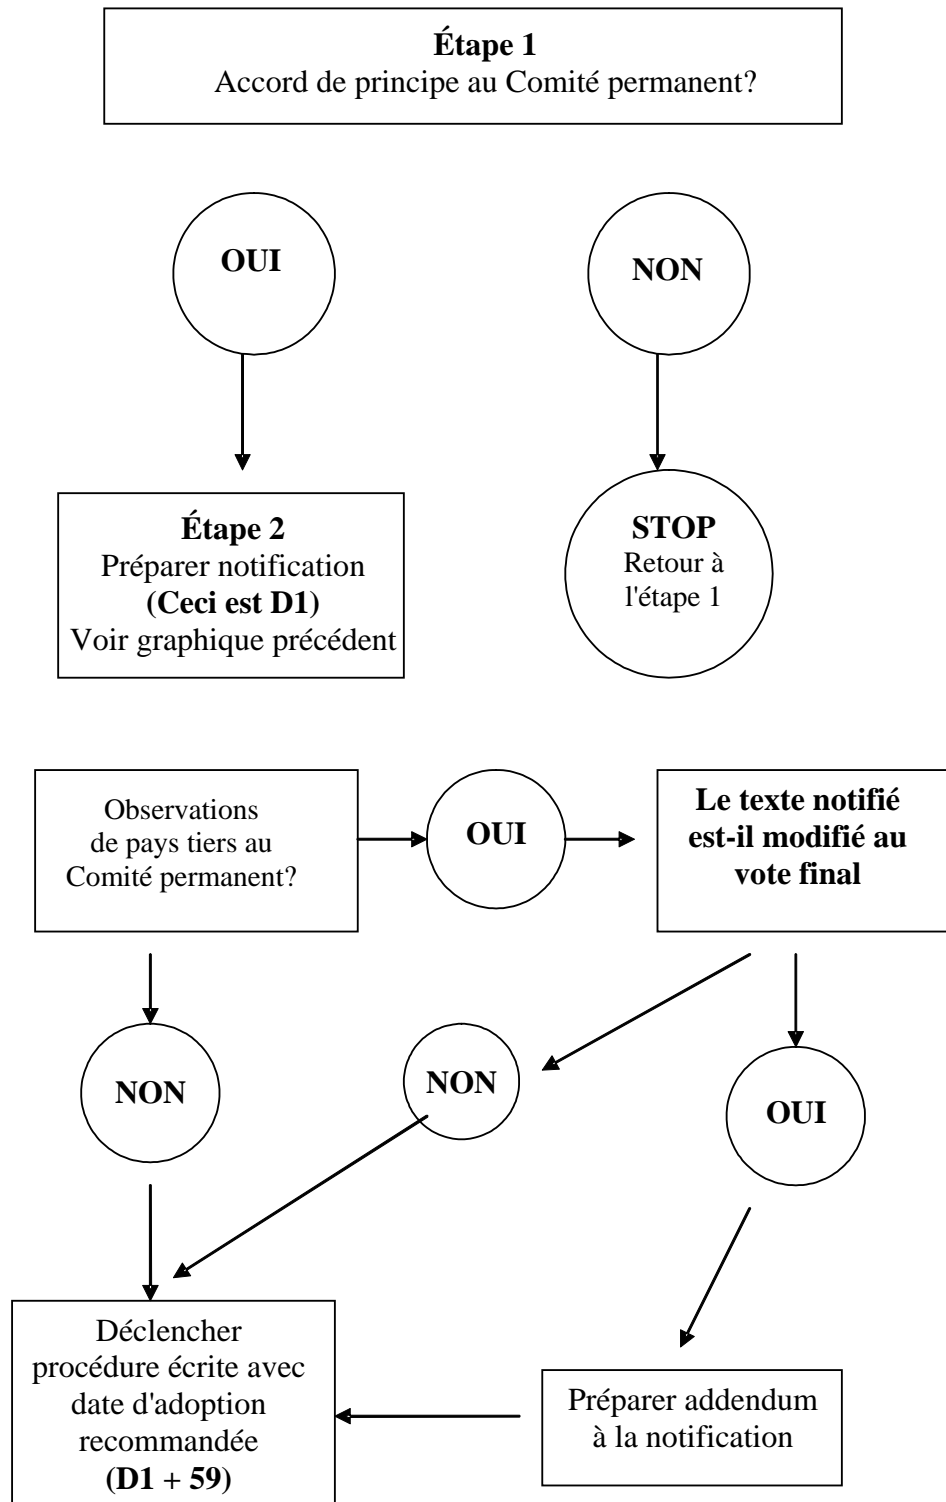 Étape 1
Accord de principe au Comité permanent?
OUI
NON
Étape 2
Préparer notification
(Ceci est D1)
Voir graphique précédent
STOP
Retour à
l'étape 1
Observations
de pays tiers au
Comité permanent?
OUI
Le texte notifié
est-il modifié au
vote final
NON
NON
OUI
Déclencher
procédure écrite avec
date d'adoption
recommandée
(D1 + 59)
Préparer addendum
à la notification